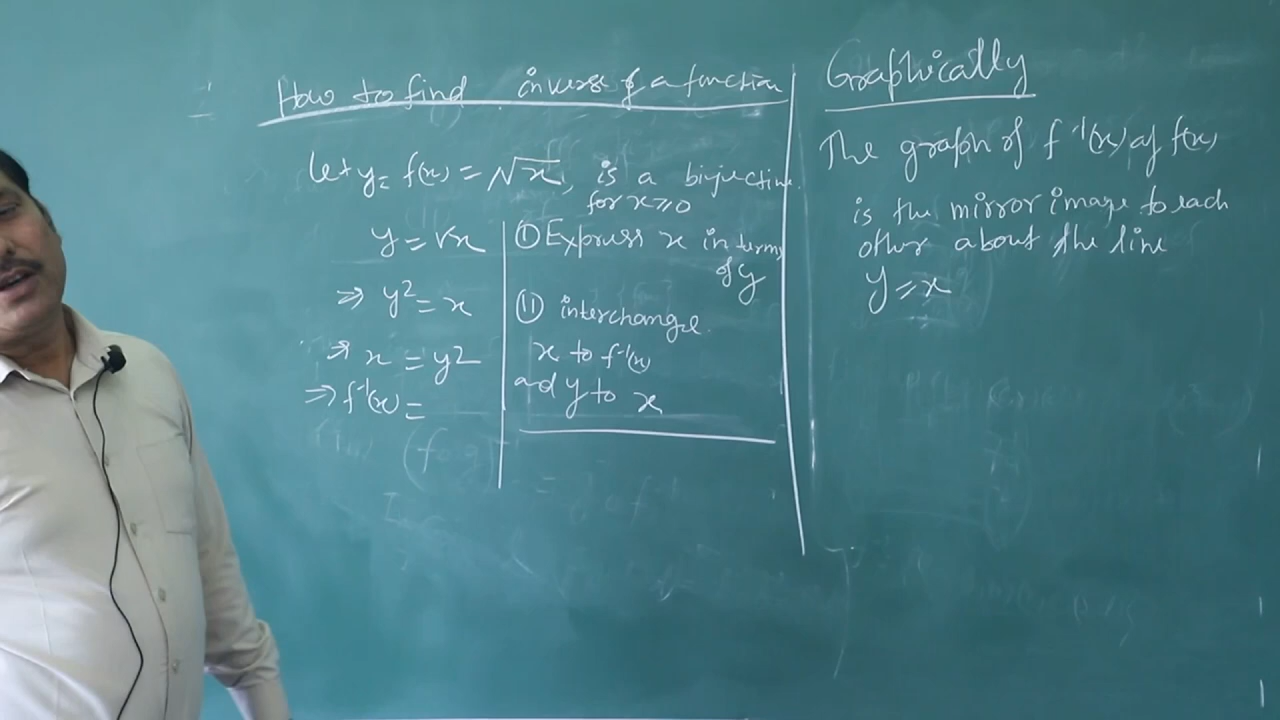 How to find inverse of a function
let y = f(x) = √x, is a bijective
for x ≥ 0
y = √x
⇒ y² = x
⇒ x = y²
⇒ f⁻¹(x) =
① Express x in terms
of y
② interchange
x to f⁻¹(x)
and y to x
Graphically
The graph of f⁻¹(x) of f(x)
is the mirror image to each
other about the line
y = x